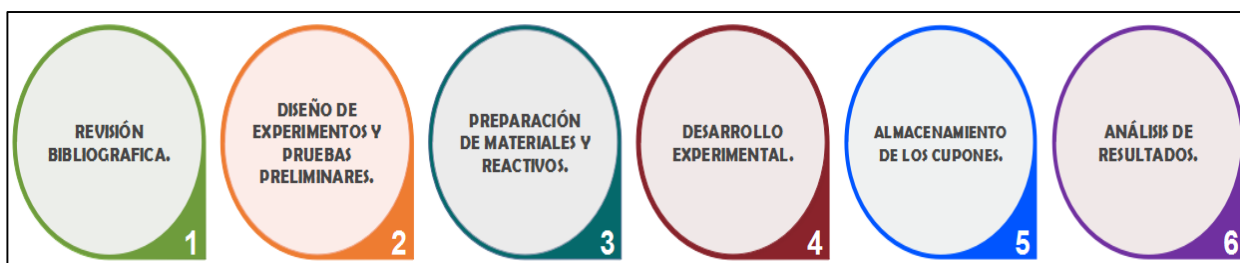 REVISIÓN
BIBLIOGRAFICA.
1
DISEÑO DE
EXPERIMENTOS Y
PRUEBAS
PRELIMINARES.
2
PREPARACIÓN
DE MATERIALES Y
REACTIVOS.
3
DESARROLLO
EXPERIMENTAL.
4
ALMACENAMIENTO
DE LOS CUPONES.
5
ANÁLISIS DE
RESULTADOS.
6